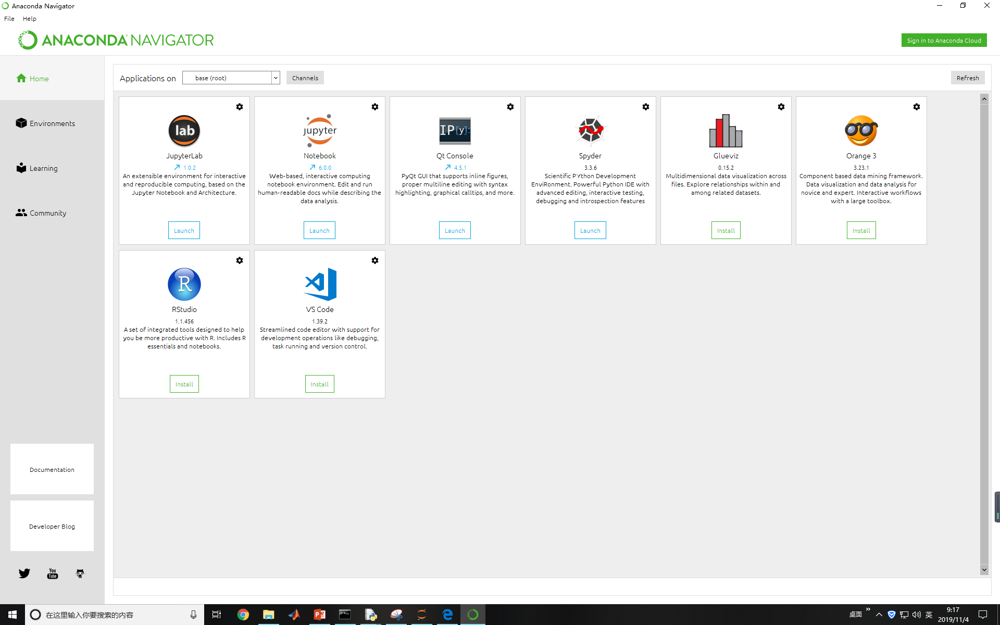 Anaconda Navigator
File Help
ANACONDA NAVIGATOR
Sign in to Anaconda Cloud
Home
Environments
Learning
Community
Applications on base (root) Channels Refresh
lab
JupyterLab
1.0.2
An extensible environment for interactive
and reproducible computing, based on the
Jupyter Notebook and Architecture.
Launch
jupyter
Notebook
6.0.0
Web-based, interactive computing
notebook environment. Edit and run
human-readable docs while describing the
data analysis.
Launch
IP[y]:
Qt Console
4.5.1
PyQt GUI that supports inline figures,
proper multiline editing with syntax
highlighting, graphical calltips, and more.
Launch
Spyder
3.3.6
Scientific PYthon Development
EnviRonment. Powerful Python IDE with
advanced editing, interactive testing,
debugging and introspection features
Launch
Glueviz
0.15.2
Multidimensional data visualization across
files. Explore relationships within and
among related datasets.
Install
Orange 3
3.23.1
Component based data mining framework.
Data visualization and data analysis for
novice and expert. Interactive workflows
with a large toolbox.
Install
R
RStudio
1.1.456
A set of integrated tools designed to help
you be more productive with R. Includes R
essentials and notebooks.
Install
VS Code
1.39.2
Streamlined code editor with support for
development operations like debugging,
task running and version control.
Install
Documentation
Developer Blog
You
Tube
在这里输入你要搜索的内容
桌面
英
9:17
2019/11/4